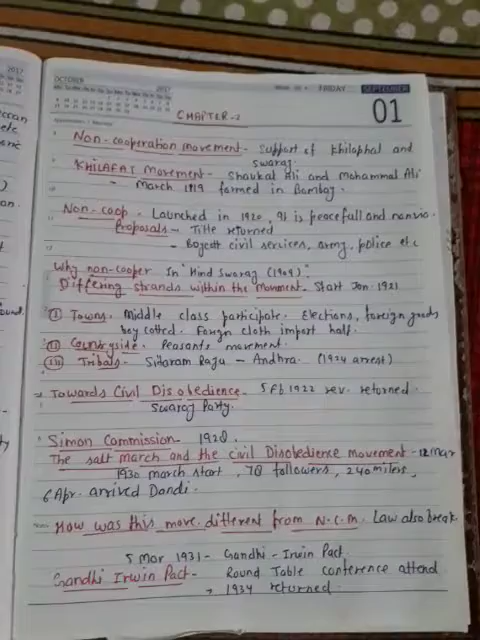 OCTOBER 2017
FRIDAY SEPTEMBER
01
CHAPTER-2
Non-cooperation movement - Support of Khilaphat and
swaraj.
KHILAFAT Movement - Shaukat Ali and Mohammal Ali
- March 1919 formed in Bombay.
Non-coop - Launched in 1920, It is peacefull and nonvio.
Proposals - Title returned
- Boycott civil services, army, police etc
Why non-cooper In "Hind Swaraj (1909)".
Differing strands within the Movement - Start Jan 1921
(i) Towns. Middle class participate. Elections, foreign goods
boy cotted. Foreign cloth import half.
(ii) Countryside - Peasants movement.
(iii) Tribals - Sitaram Raju - Andhra. (1924 arrest)
Towards Civil Disobedience - 5 Fb 1922 rev. returned.
Swaraj Party.
Simon Commission - 1928.
The salt march and the civil Disobedience movement - 12 Mar
1930 march start, 78 followers, 240 miles,
6 Apr. arrived Dandi.
How was this move. different from N.C.M. Law also break.
5 Mar 1931 - Gandhi - Irwin Pact.
Gandhi Irwin Pact - Round Table conference attend
→ 1934 returned.